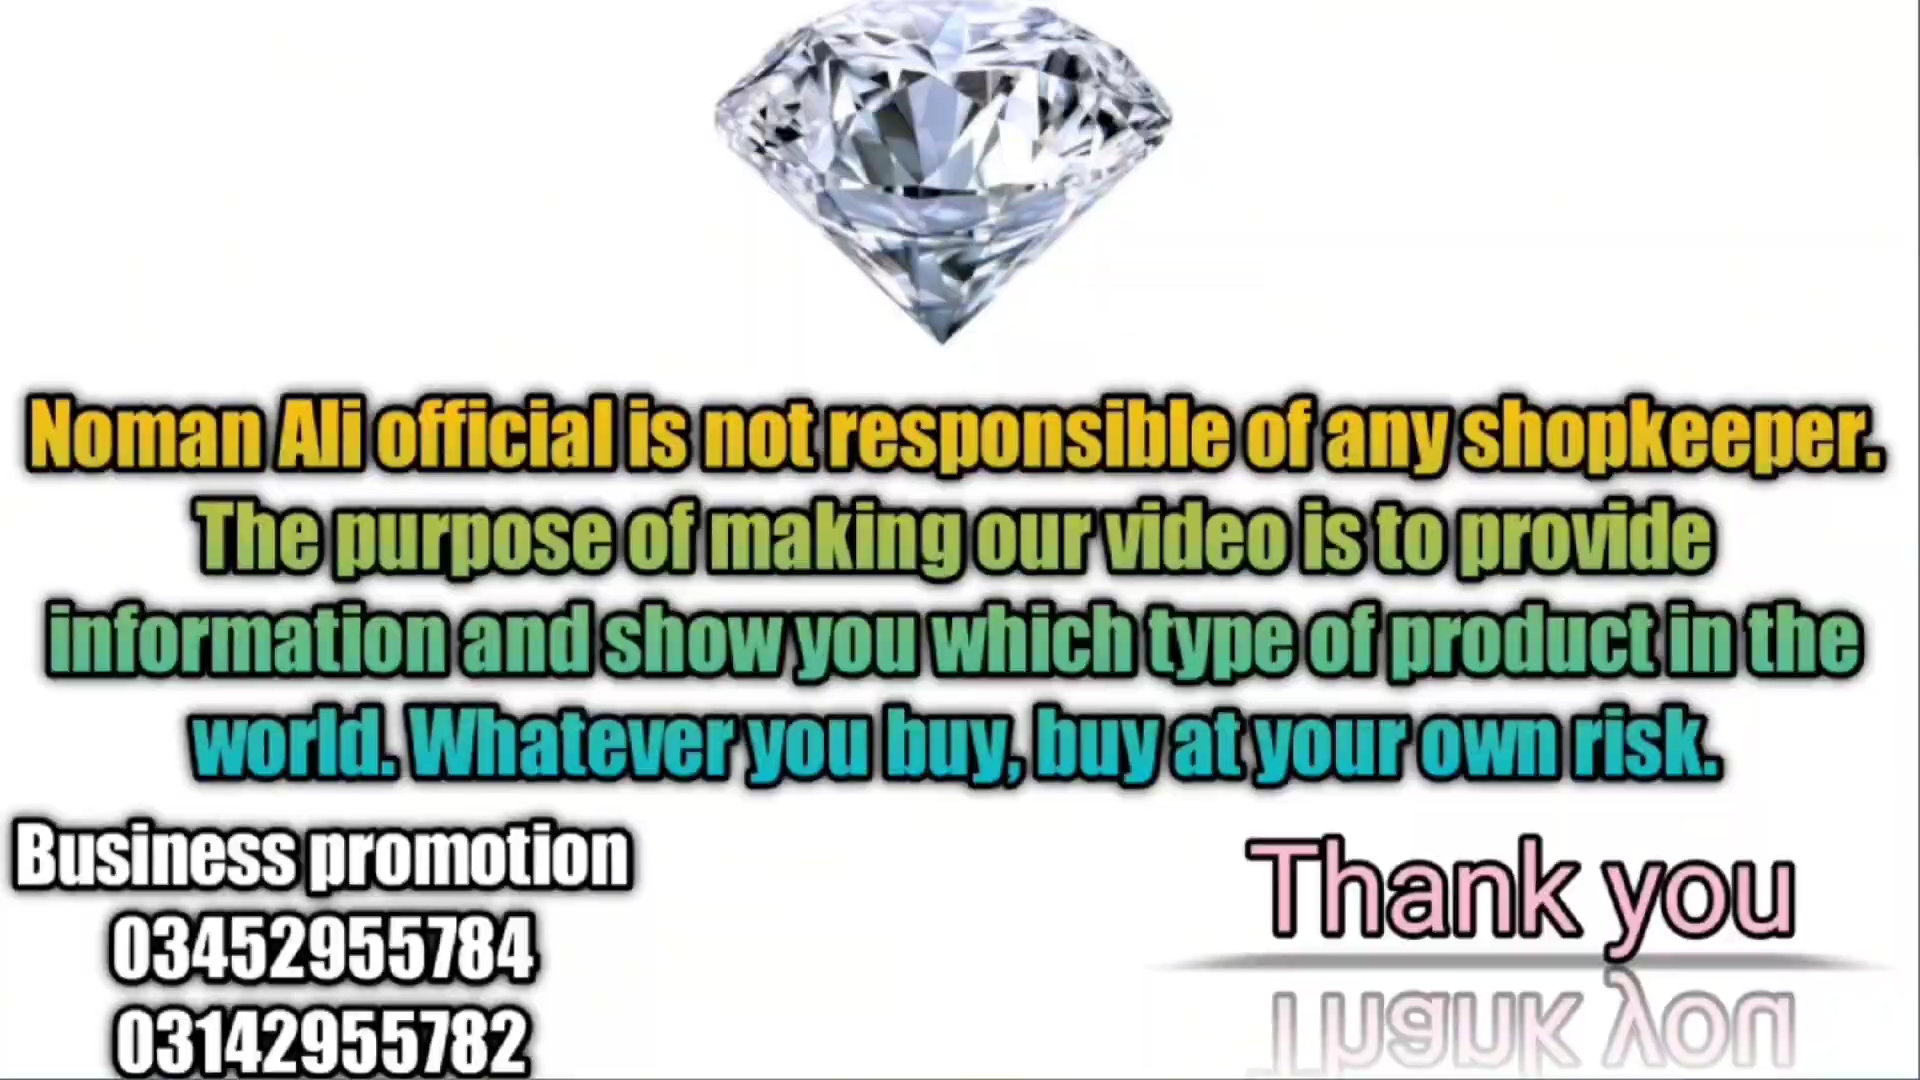 Noman Ali official is not responsible of any shopkeeper.
The purpose of making our video is to provide
information and show you which type of product in the
world. Whatever you buy, buy at your own risk.
Business promotion
03452955784
03142955782
Thank you